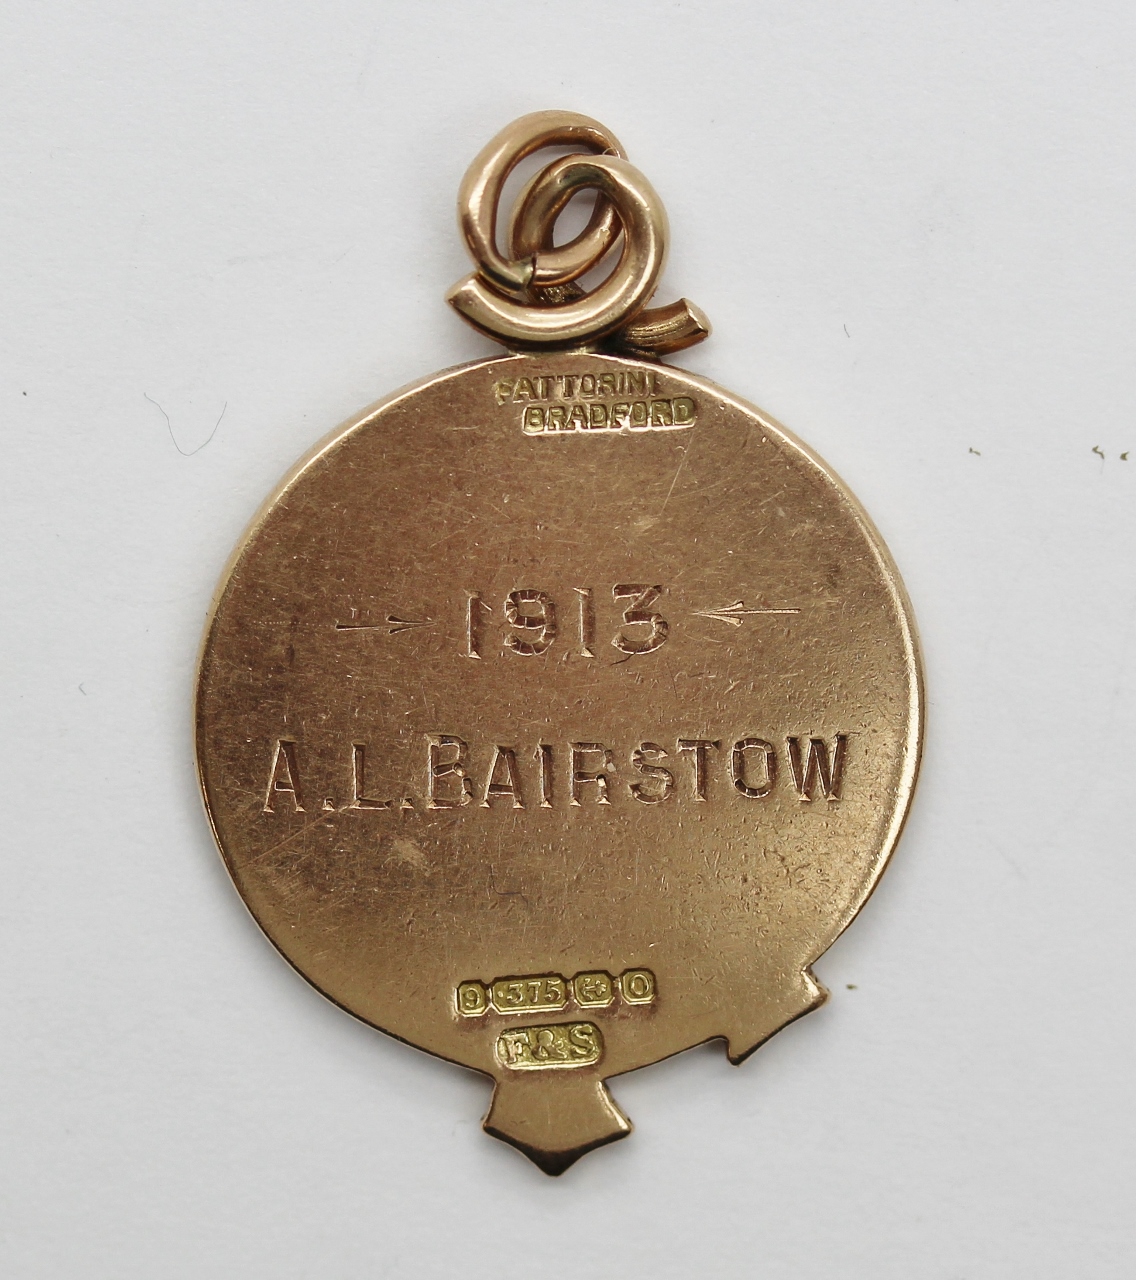 FATTORINI
BRADFORD
1913
A.L.BAIRSTOW
9 .375 O
F&S